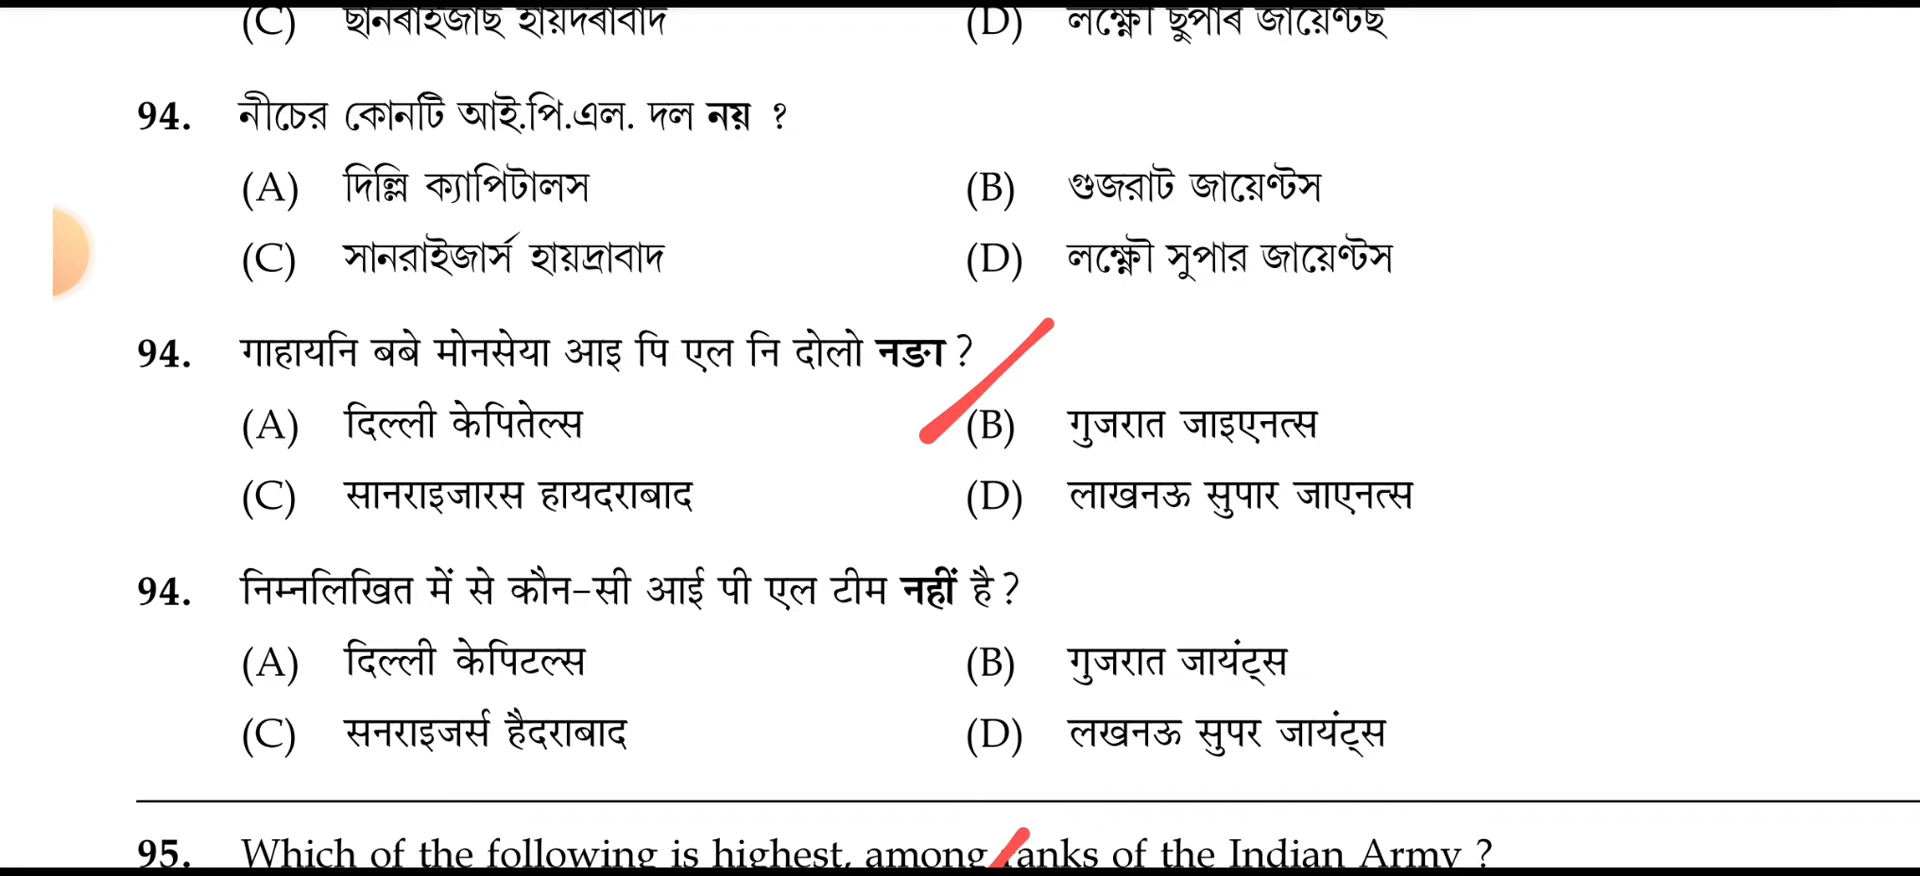 (C) ছানৰাইজাৰ্ছ হায়দৰাবাদ (D) লক্ষ্ণৌ ছুপাৰ জায়েণ্টছ
94. নীচের কোনটি আই.পি.এল. দল নয় ?
(A) দিল্লি ক্যাপিটালস (B) গুজরাট জায়েণ্টস
(C) সানরাইজার্স হায়দ্রাবাদ (D) লক্ষ্ণৌ সুপার জায়েণ্টস
94. गाहायनि बबे मोनसेया आइ पि एल नि दोलो नङा ?
(A) दिल्ली केपितेल्स (B) गुजरात जाइएनत्स
(C) सानराइजारस हायदराबाद (D) लाखनऊ सुपार जाएनत्स
94. निम्नलिखित में से कौन-सी आई पी एल टीम नहीं है ?
(A) दिल्ली केपिटल्स (B) गुजरात जायंट्स
(C) सनराइजर्स हैदराबाद (D) लखनऊ सुपर जायंट्स
95. Which of the following is highest, among ranks of the Indian Army ?